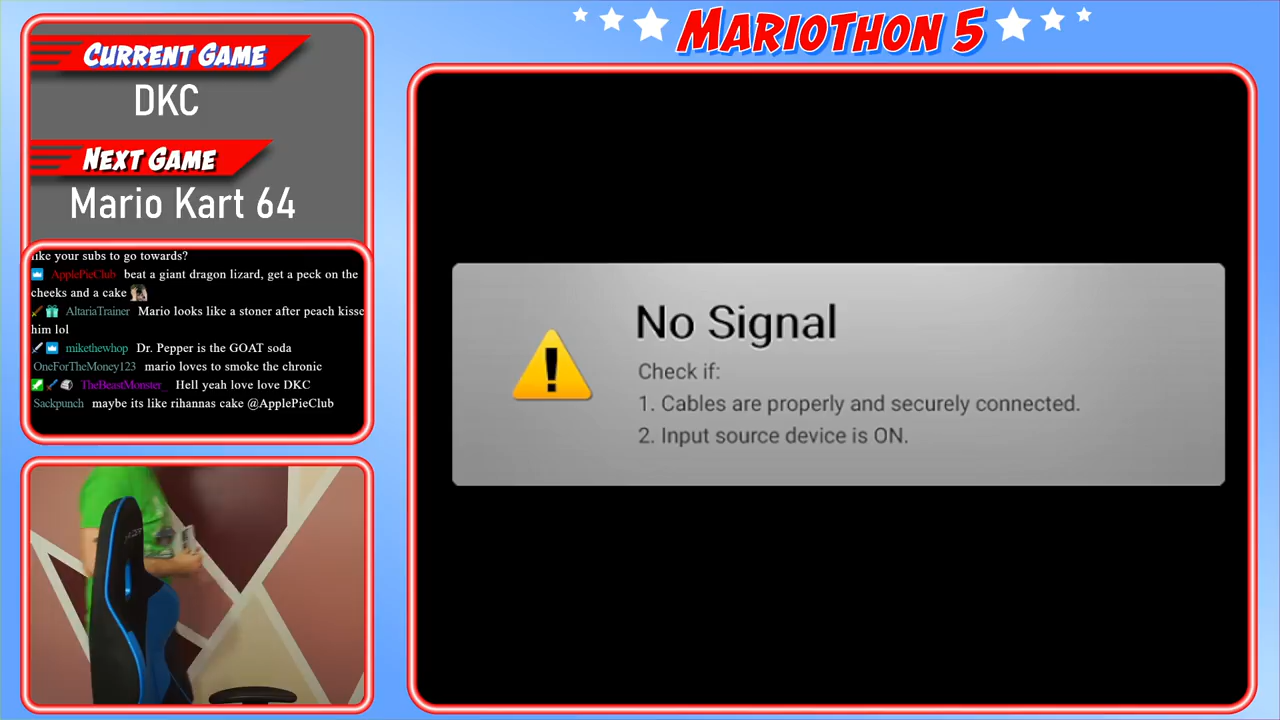 MARIOTHON 5
CURRENT GAME
DKC
NEXT GAME
Mario Kart 64
like your subs to go towards?
ApplePieClub beat a giant dragon lizard, get a peck on the
cheeks and a cake
AltariaTrainer Mario looks like a stoner after peach kisse
him lol
mikethewhop Dr. Pepper is the GOAT soda
OneForTheMoney123 mario loves to smoke the chronic
TheBeastMonster_ Hell yeah love love DKC
Sackpunch maybe its like rihannas cake @ApplePieClub
No Signal
Check if:
1. Cables are properly and securely connected.
2. Input source device is ON.